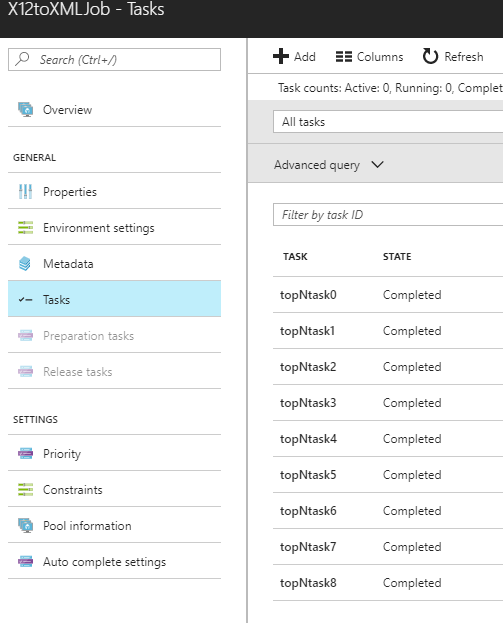 X12toXMLJob - Tasks
Search (Ctrl+/)
Overview
GENERAL
Properties
Environment settings
Metadata
Tasks
Preparation tasks
Release tasks
SETTINGS
Priority
Constraints
Pool information
Auto complete settings
Add Columns Refresh
Task counts: Active: 0, Running: 0, Complet
All tasks
Advanced query
Filter by task ID
TASK STATE
topNtask0 Completed
topNtask1 Completed
topNtask2 Completed
topNtask3 Completed
topNtask4 Completed
topNtask5 Completed
topNtask6 Completed
topNtask7 Completed
topNtask8 Completed